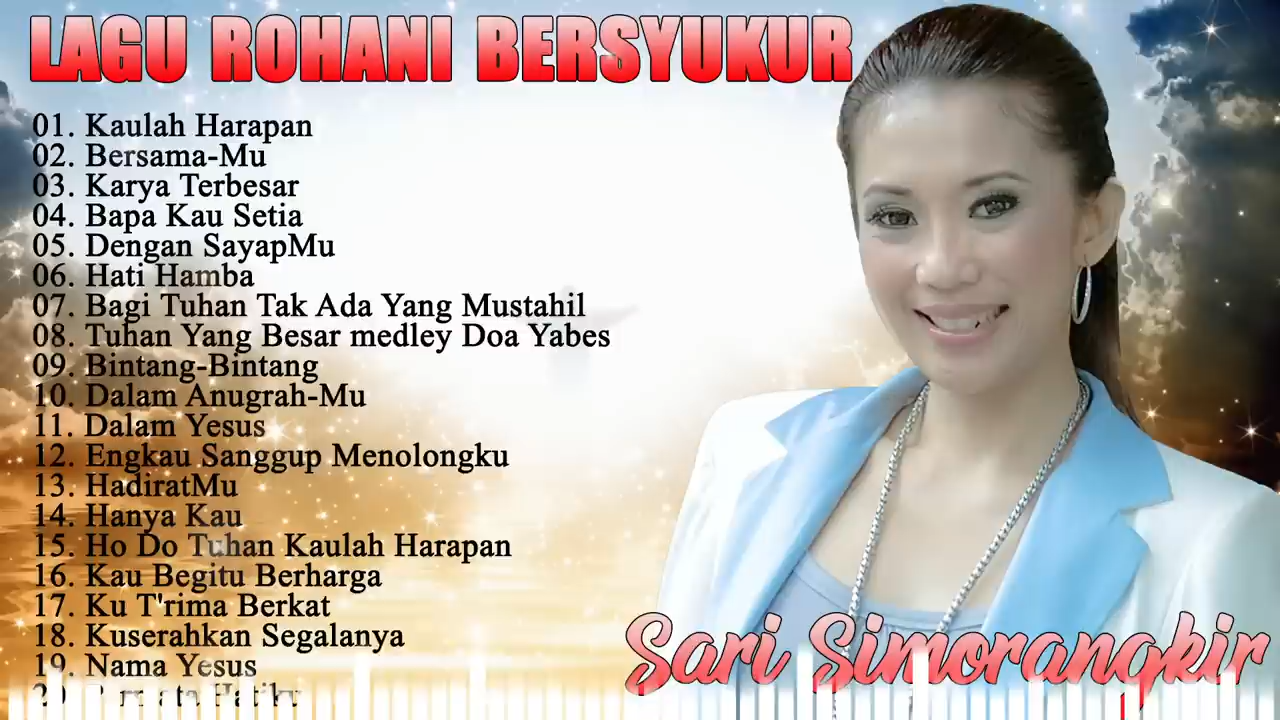 LAGU ROHANI BERSYUKUR
01. Kaulah Harapan
02. Bersama-Mu
03. Karya Terbesar
04. Bapa Kau Setia
05. Dengan SayapMu
06. Hati Hamba
07. Bagi Tuhan Tak Ada Yang Mustahil
08. Tuhan Yang Besar medley Doa Yabes
09. Bintang-Bintang
10. Dalam Anugrah-Mu
11. Dalam Yesus
12. Engkau Sanggup Menolongku
13. HadiratMu
14. Hanya Kau
15. Ho Do Tuhan Kaulah Harapan
16. Kau Begitu Berharga
17. Ku T'rima Berkat
18. Kuserahkan Segalanya
19. Nama Yesus
20. Hatiku
Sari Simorangkir